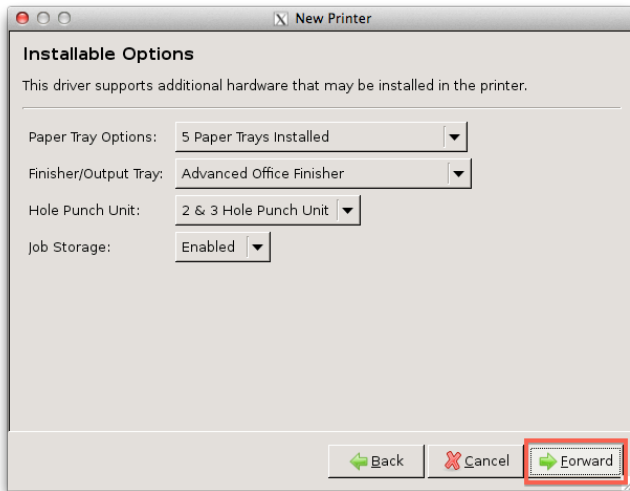 New Printer
Installable Options
This driver supports additional hardware that may be installed in the printer.
Paper Tray Options: 5 Paper Trays Installed
Finisher/Output Tray: Advanced Office Finisher
Hole Punch Unit: 2 & 3 Hole Punch Unit
Job Storage: Enabled
Back Cancel Forward